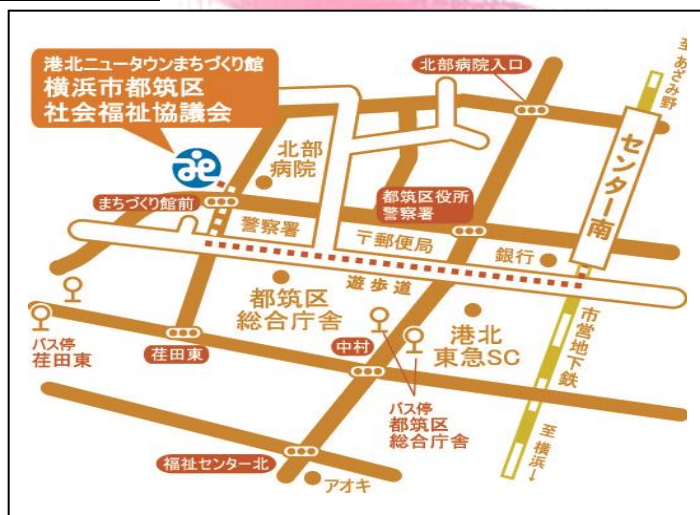 港北ニュータウンまちづくり館
横浜市都筑区
社会福祉協議会
北部病院入口
至 あざみ野
センター南
北部
病院
まちづくり館前
都筑区役所
警察署
警察署
〒郵便局
銀行
遊歩道
都筑区
総合庁舎
港北
東急SC
市営地下鉄
バス停
荏田東
荏田東
中村
バス停
都筑区
総合庁舎
至 横浜→
福祉センター北
アオキ